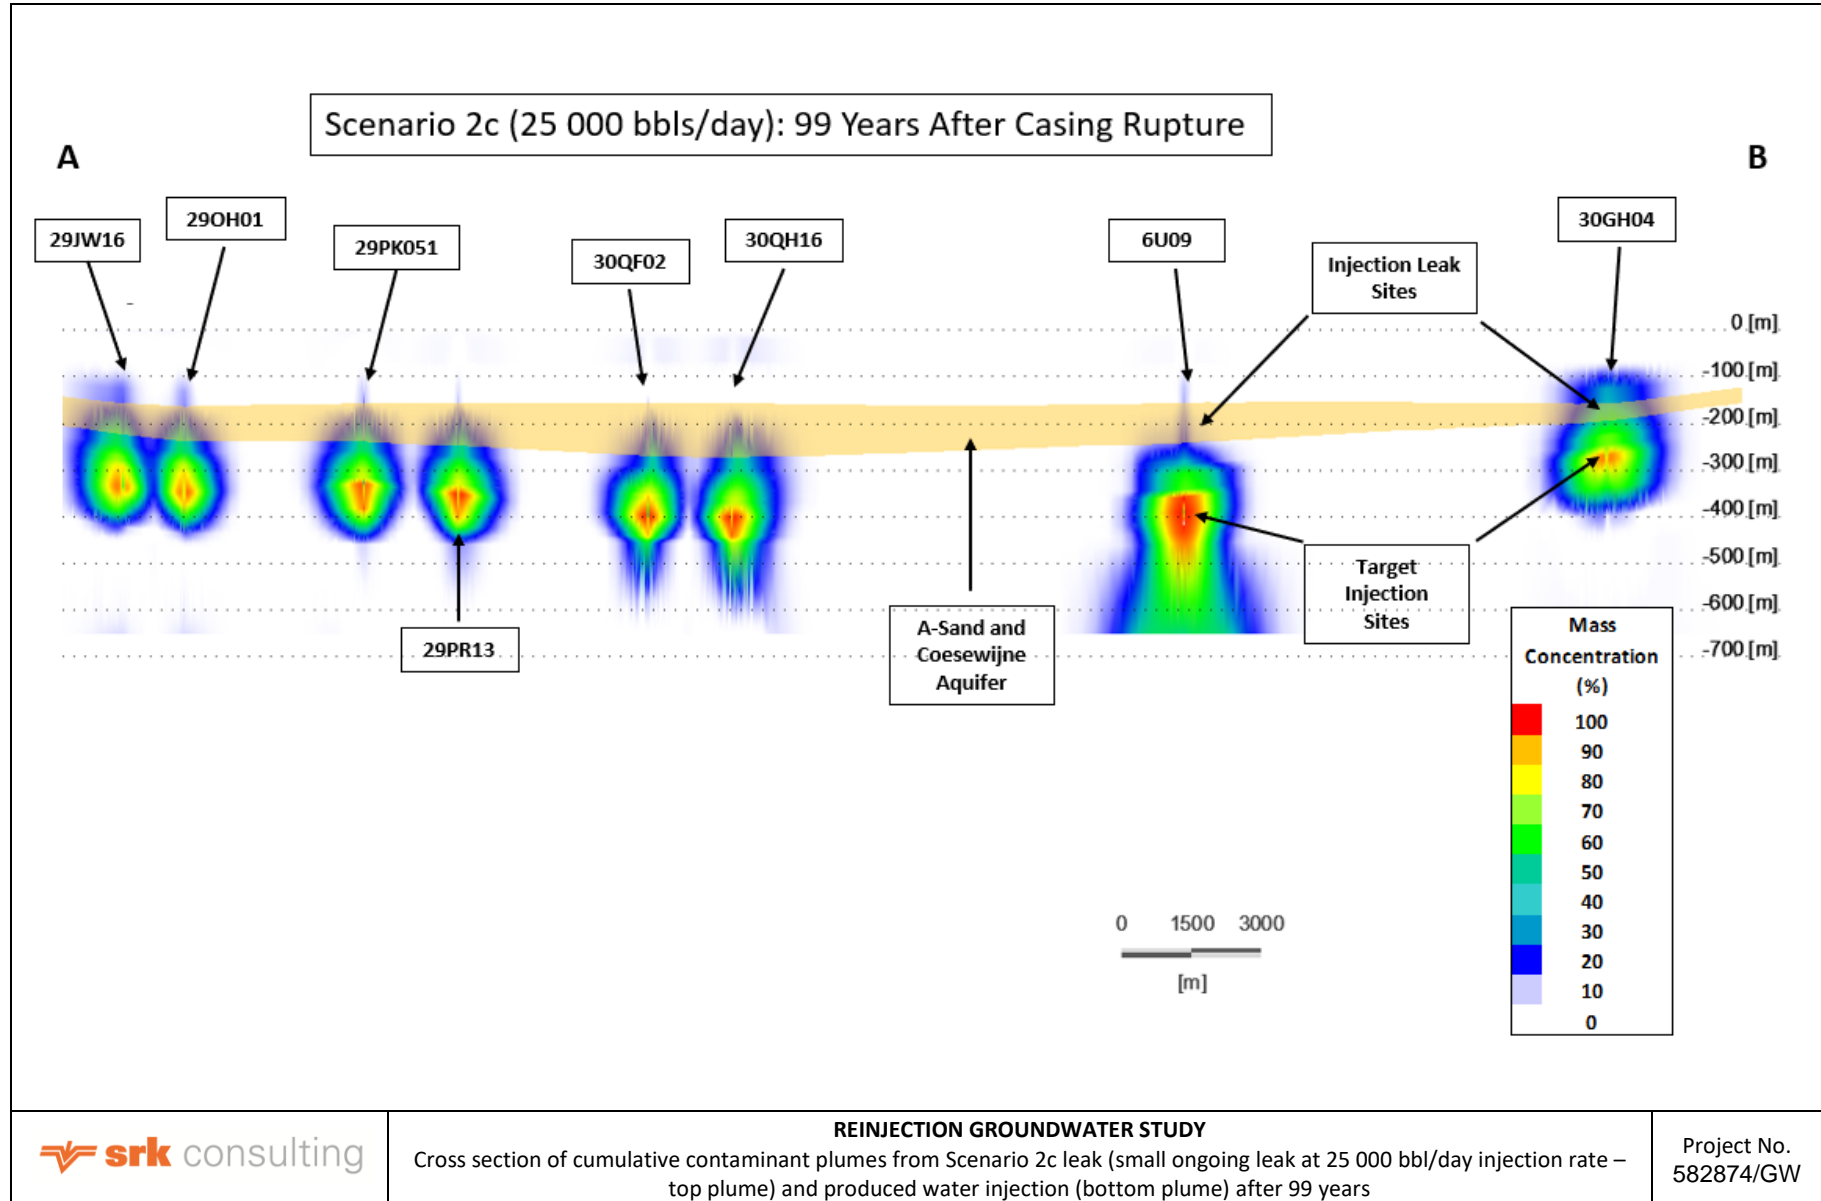 Scenario 2c (25 000 bbls/day): 99 Years After Casing Rupture
A
B
29JW16
29OH01
29PK051
30QF02
30QH16
6U09
Injection Leak
Sites
30GH04
0 [m]
-100 [m]
-200 [m]
-300 [m]
-400 [m]
-500 [m]
-600 [m]
-700 [m]
29PR13
A-Sand and
Coesewijne
Aquifer
Target
Injection
Sites
Mass
Concentration
(%)
100
90
80
70
60
50
40
30
20
10
0
0 1500 3000
[m]
srk consulting
REINJECTION GROUNDWATER STUDY
Cross section of cumulative contaminant plumes from Scenario 2c leak (small ongoing leak at 25 000 bbl/day injection rate –
top plume) and produced water injection (bottom plume) after 99 years
Project No.
582874/GW